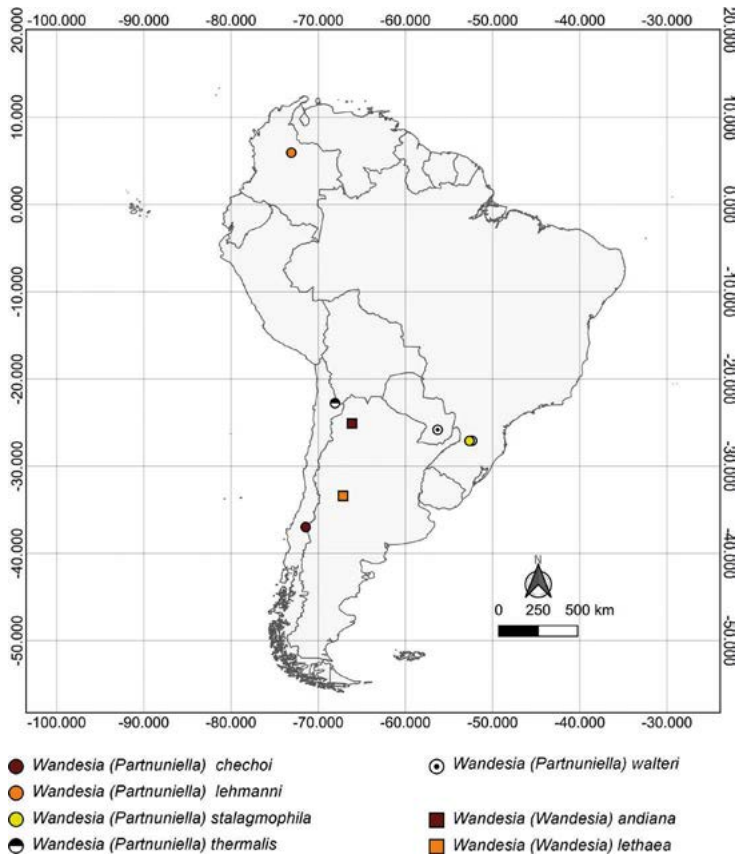 -100.000 -90.000 -80.000 -70.000 -60.000 -50.000 -40.000 -30.000
20.000 20.000
10.000 10.000
0.000 0.000
-10.000 -10.000
-20.000 -20.000
-30.000 -30.000
-40.000 -40.000
N
0 250 500 km
-50.000 -50.000
-100.000 -90.000 -80.000 -70.000 -60.000 -50.000 -40.000 -30.000
Wandesia (Partnuniella) chechoi
Wandesia (Partnuniella) lehmanni
Wandesia (Partnuniella) stalagmophila
Wandesia (Partnuniella) thermalis
Wandesia (Partnuniella) walteri
Wandesia (Wandesia) andiana
Wandesia (Wandesia) lethaea